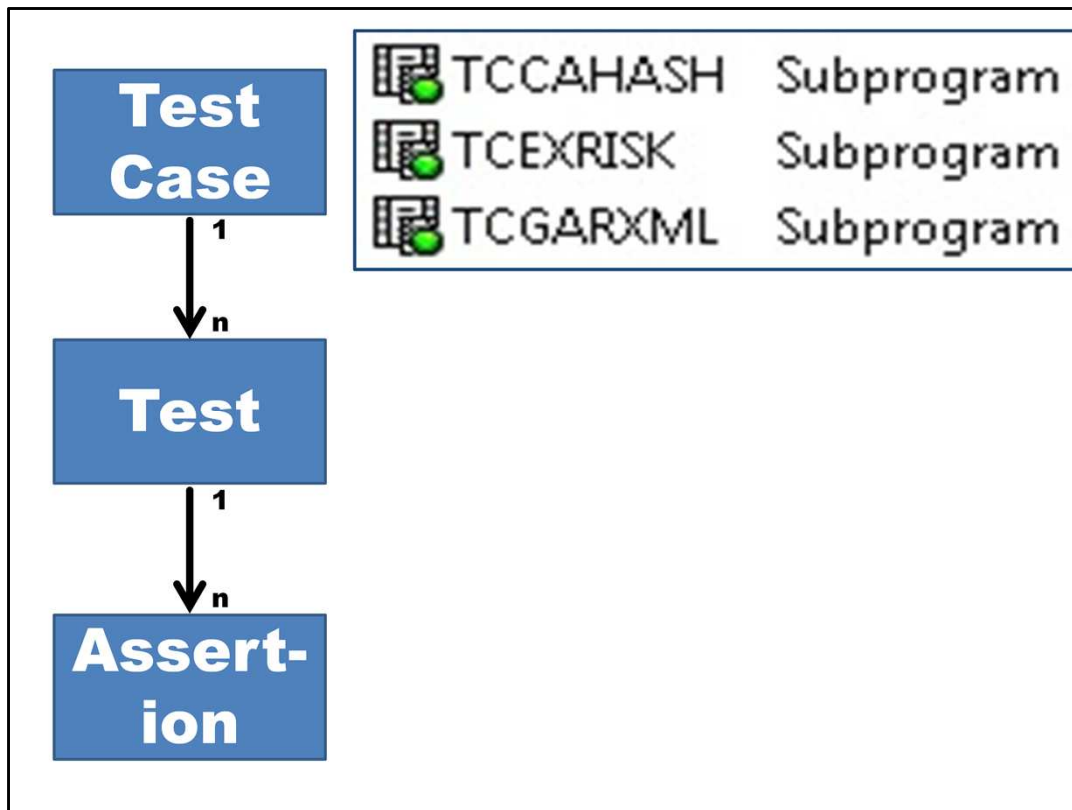 Test
Case
TCCAHASH Subprogram
TCEXRISK Subprogram
TCGARXML Subprogram
1
n
Test
1
n
Assert-
ion